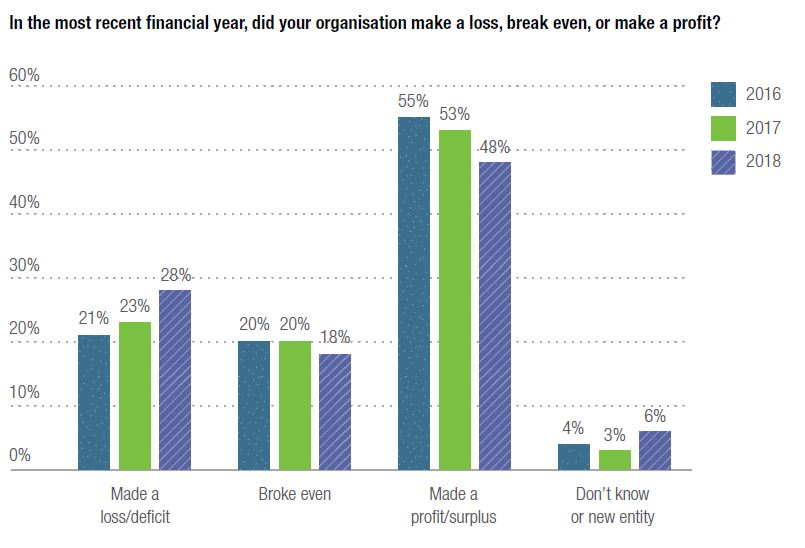 In the most recent financial year, did your organisation make a loss, break even, or make a profit?
60%
50%
40%
30%
20%
10%
0%
21%
23%
28%
20%
20%
18%
55%
53%
48%
4%
3%
6%
Made a
loss/deficit
Broke even
Made a
profit/surplus
Don't know
or new entity
2016
2017
2018